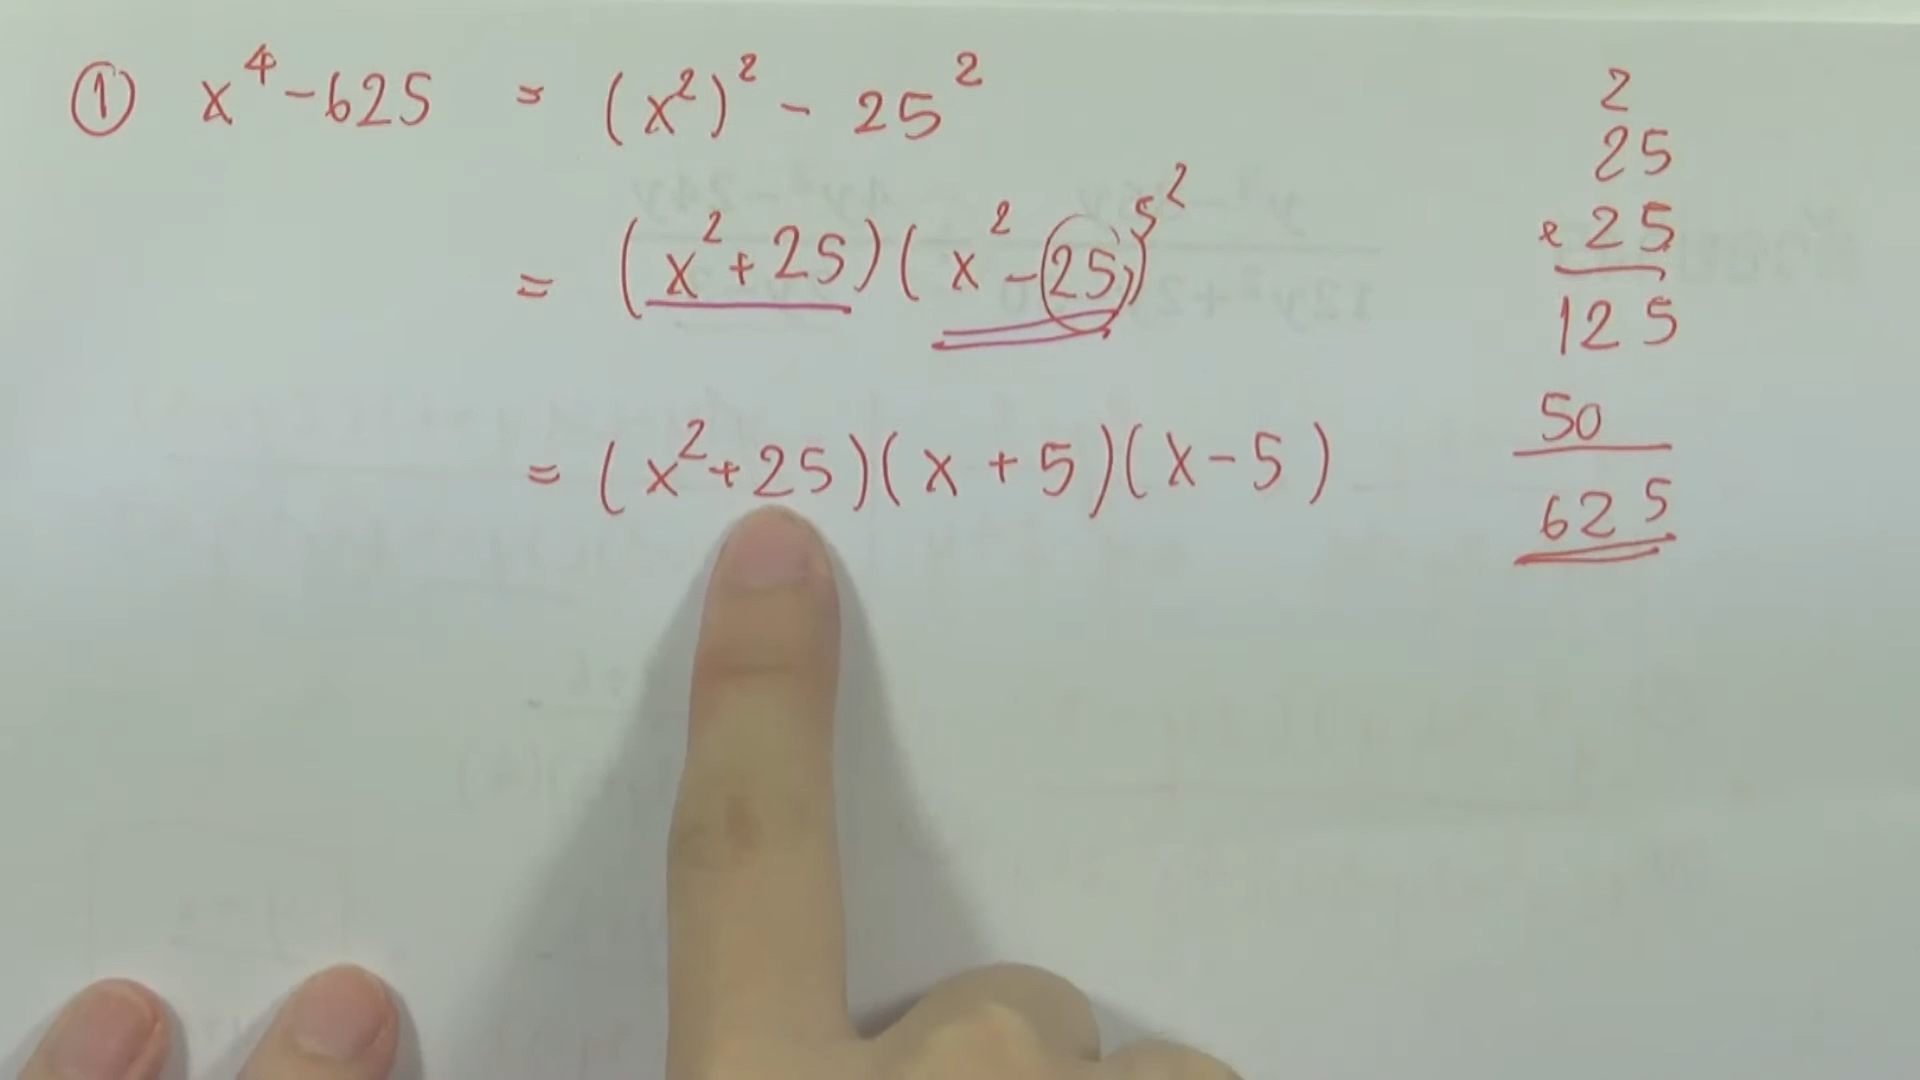 ① x⁴-625 = (x²)² - 25²
= (x²+25)(x²-25) 5²
= (x²+25)(x+5)(x-5)
2
25
× 25
125
50
625